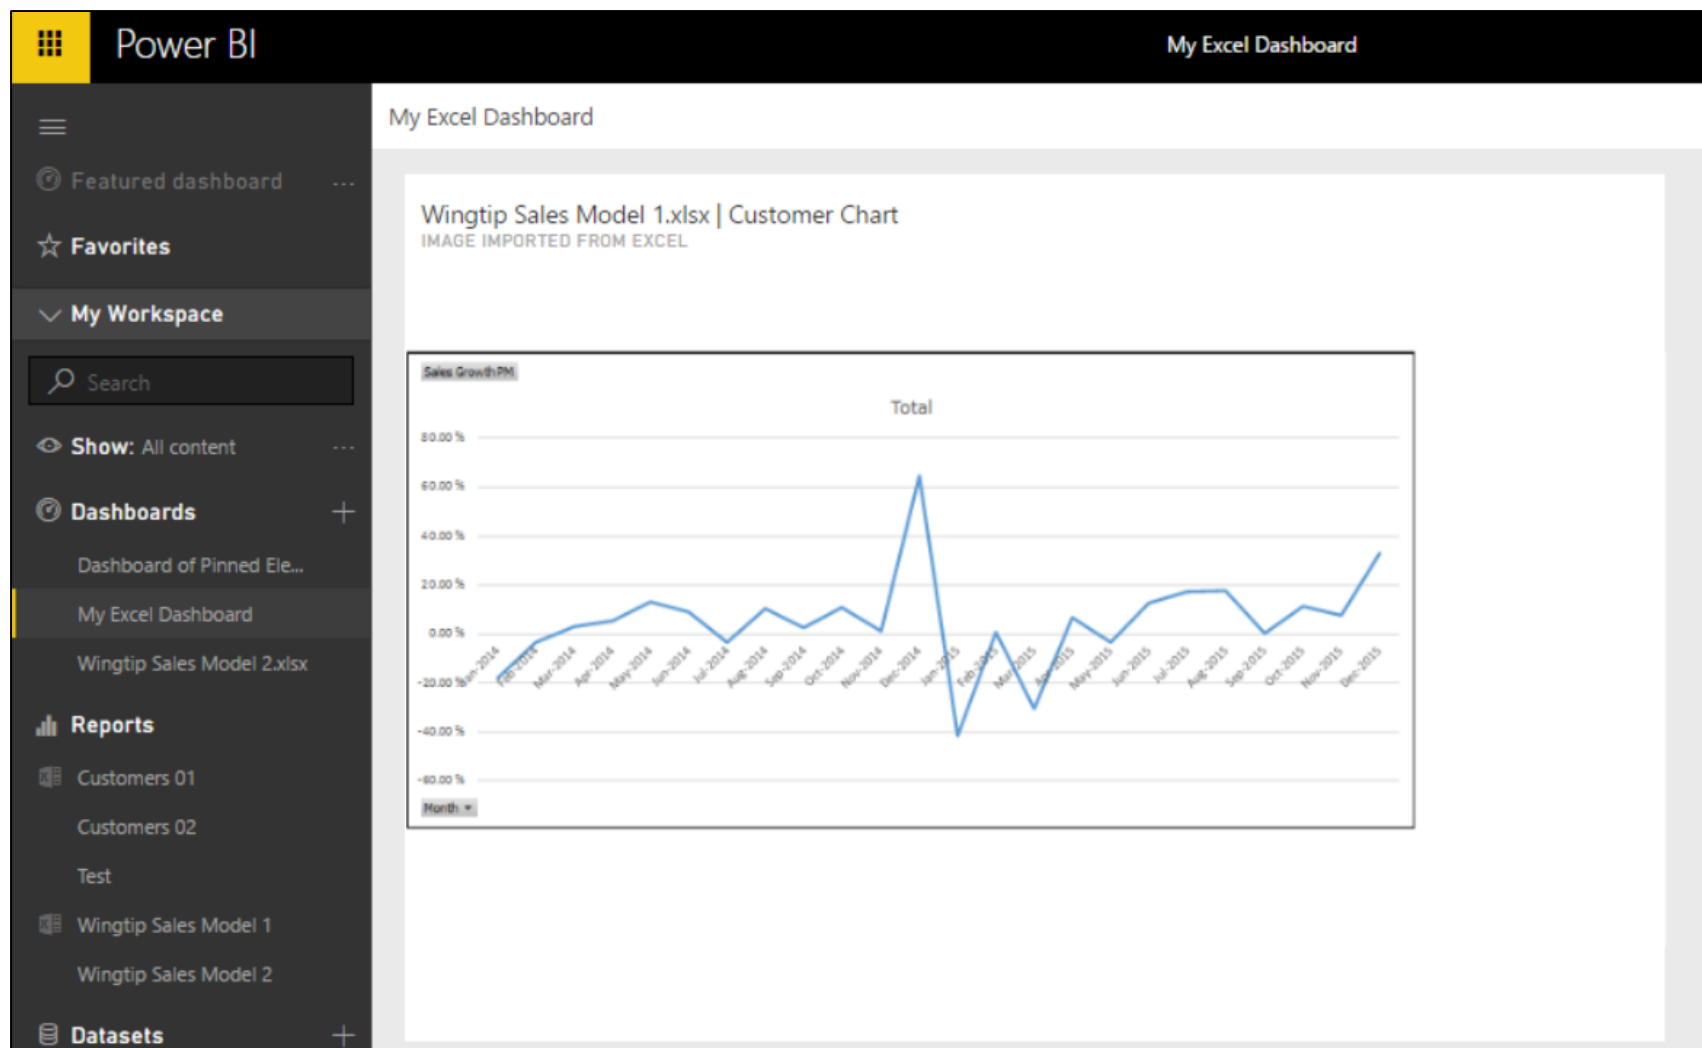 Power BI
My Excel Dashboard
My Excel Dashboard
Featured dashboard ...
Favorites
My Workspace
Search
Show: All content ...
Dashboards +
Dashboard of Pinned Ele...
My Excel Dashboard
Wingtip Sales Model 2.xlsx
Reports
Customers 01
Customers 02
Test
Wingtip Sales Model 1
Wingtip Sales Model 2
Datasets +
Wingtip Sales Model 1.xlsx | Customer Chart
IMAGE IMPORTED FROM EXCEL
Sales GrowthPM
Total
80.00 %
60.00 %
40.00 %
20.00 %
0.00 %
-20.00 %
-40.00 %
-60.00 %
Jan-2014
Feb-2014
Mar-2014
Apr-2014
May-2014
Jun-2014
Jul-2014
Aug-2014
Sep-2014
Oct-2014
Nov-2014
Dec-2014
Jan-2015
Feb-2015
Mar-2015
Apr-2015
May-2015
Jun-2015
Jul-2015
Aug-2015
Sep-2015
Oct-2015
Nov-2015
Dec-2015
Month